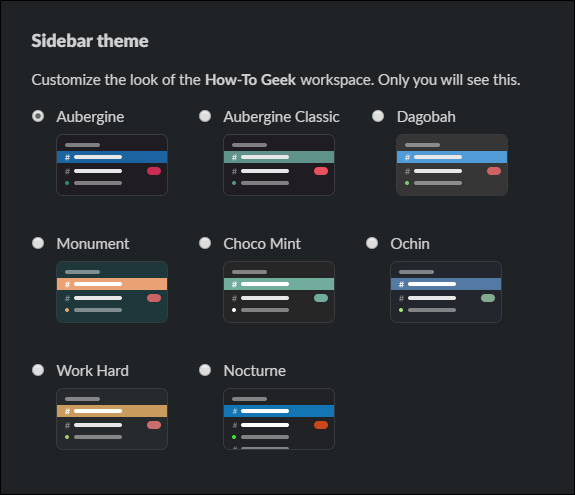 Sidebar theme
Customize the look of the How-To Geek workspace. Only you will see this.
Aubergine Aubergine Classic Dagobah
# # #
# # #
Monument Choco Mint Ochin
# # #
# # #
Work Hard Nocturne
# #
# #